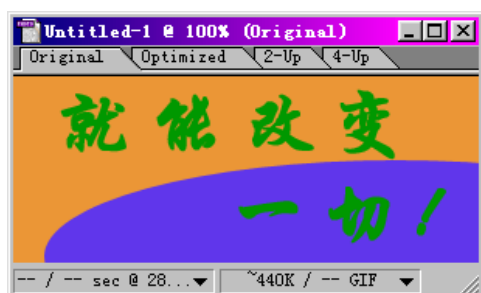 Untitled-1 @ 100% (Original)
Original Optimized 2-Up 4-Up
就能改变
一切！
-- / -- sec @ 28... ~440K / -- GIF